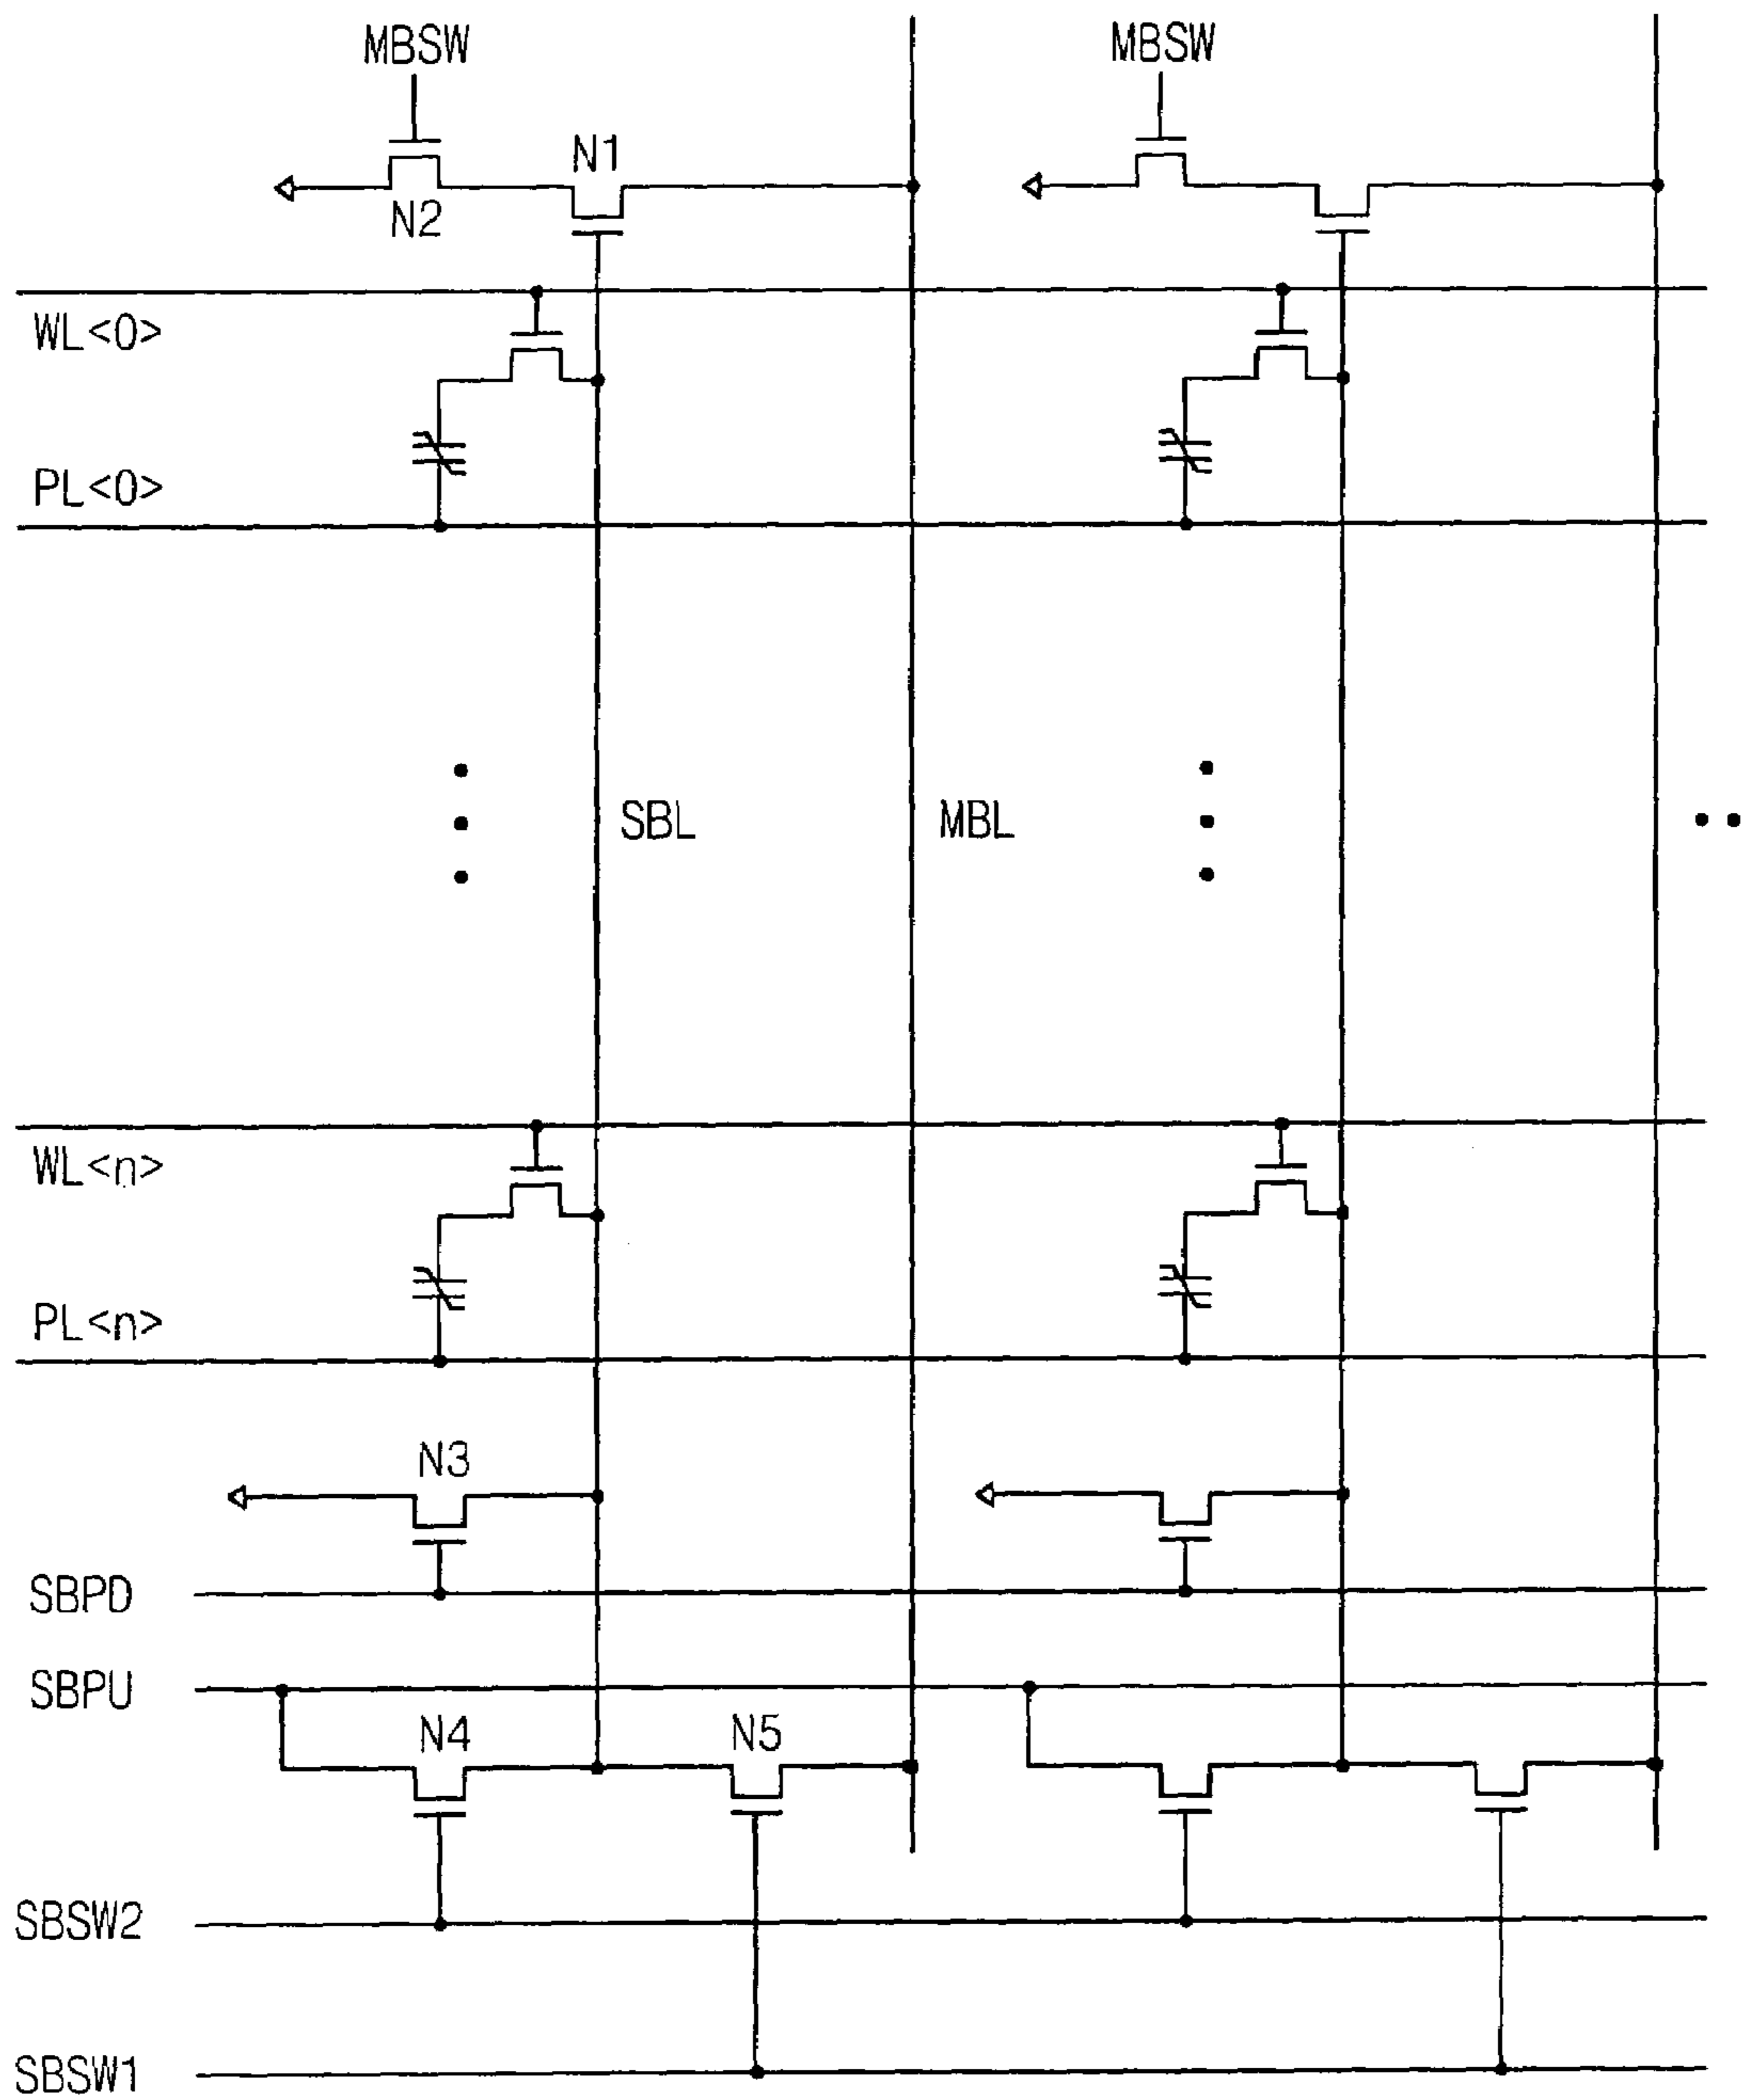 MBSW MBSW
N1
N2
WL<0>
PL<0>
SBL MBL
WL<n>
PL<n>
N3
SBPD
SBPU
N4 N5
SBSW2
SBSW1